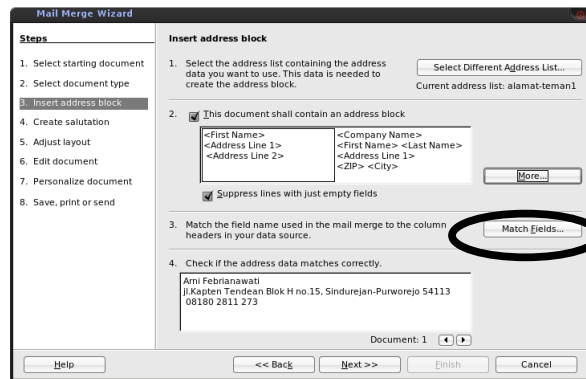 Mail Merge Wizard
Steps
1. Select starting document
2. Select document type
3. Insert address block
4. Create salutation
5. Adjust layout
6. Edit document
7. Personalize document
8. Save, print or send
Insert address block
1. Select the address list containing the address
data you want to use. This data is needed to
create the address block.
Select Different Address List...
Current address list: alamat-teman1
2. This document shall contain an address block
<First Name>
<Address Line 1>
<Address Line 2>
<Company Name>
<First Name> <Last Name>
<Address Line 1>
<ZIP> <City>
More...
Suppress lines with just empty fields
3. Match the field name used in the mail merge to the column
headers in your data source.
Match Fields...
4. Check if the address data matches correctly.
Arni Febrianawati
jl.Kapten Tendean Blok H no.15, Sindurejan-Purworejo 54113
08180 2811 273
Document: 1
Help
<< Back
Next >>
Finish
Cancel